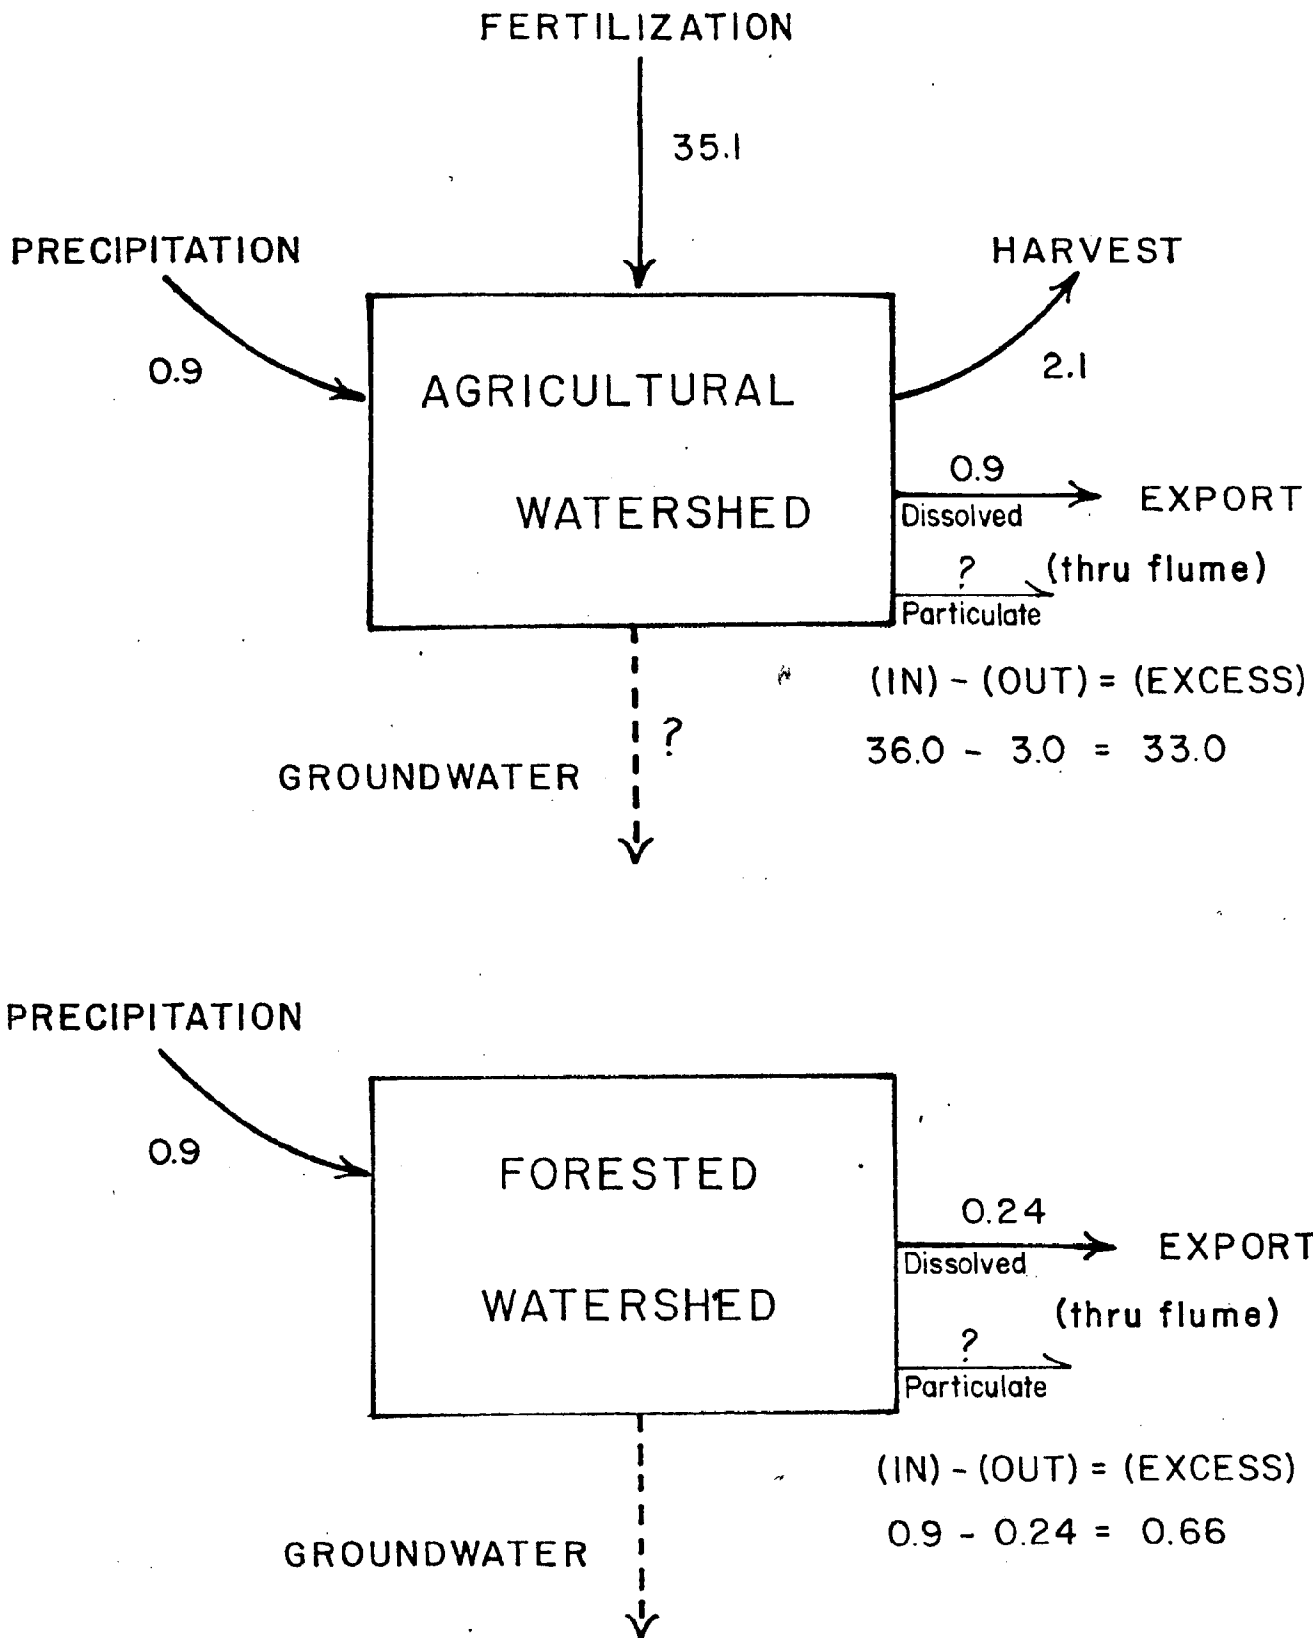 FERTILIZATION
35.1
PRECIPITATION
HARVEST
0.9
2.1
AGRICULTURAL
WATERSHED
0.9
Dissolved
EXPORT
(thru flume)
?
Particulate
(IN) - (OUT) = (EXCESS)
36.0 - 3.0 = 33.0
?
GROUNDWATER
PRECIPITATION
0.9
FORESTED
WATERSHED
0.24
Dissolved
EXPORT
(thru flume)
?
Particulate
(IN) - (OUT) = (EXCESS)
0.9 - 0.24 = 0.66
GROUNDWATER